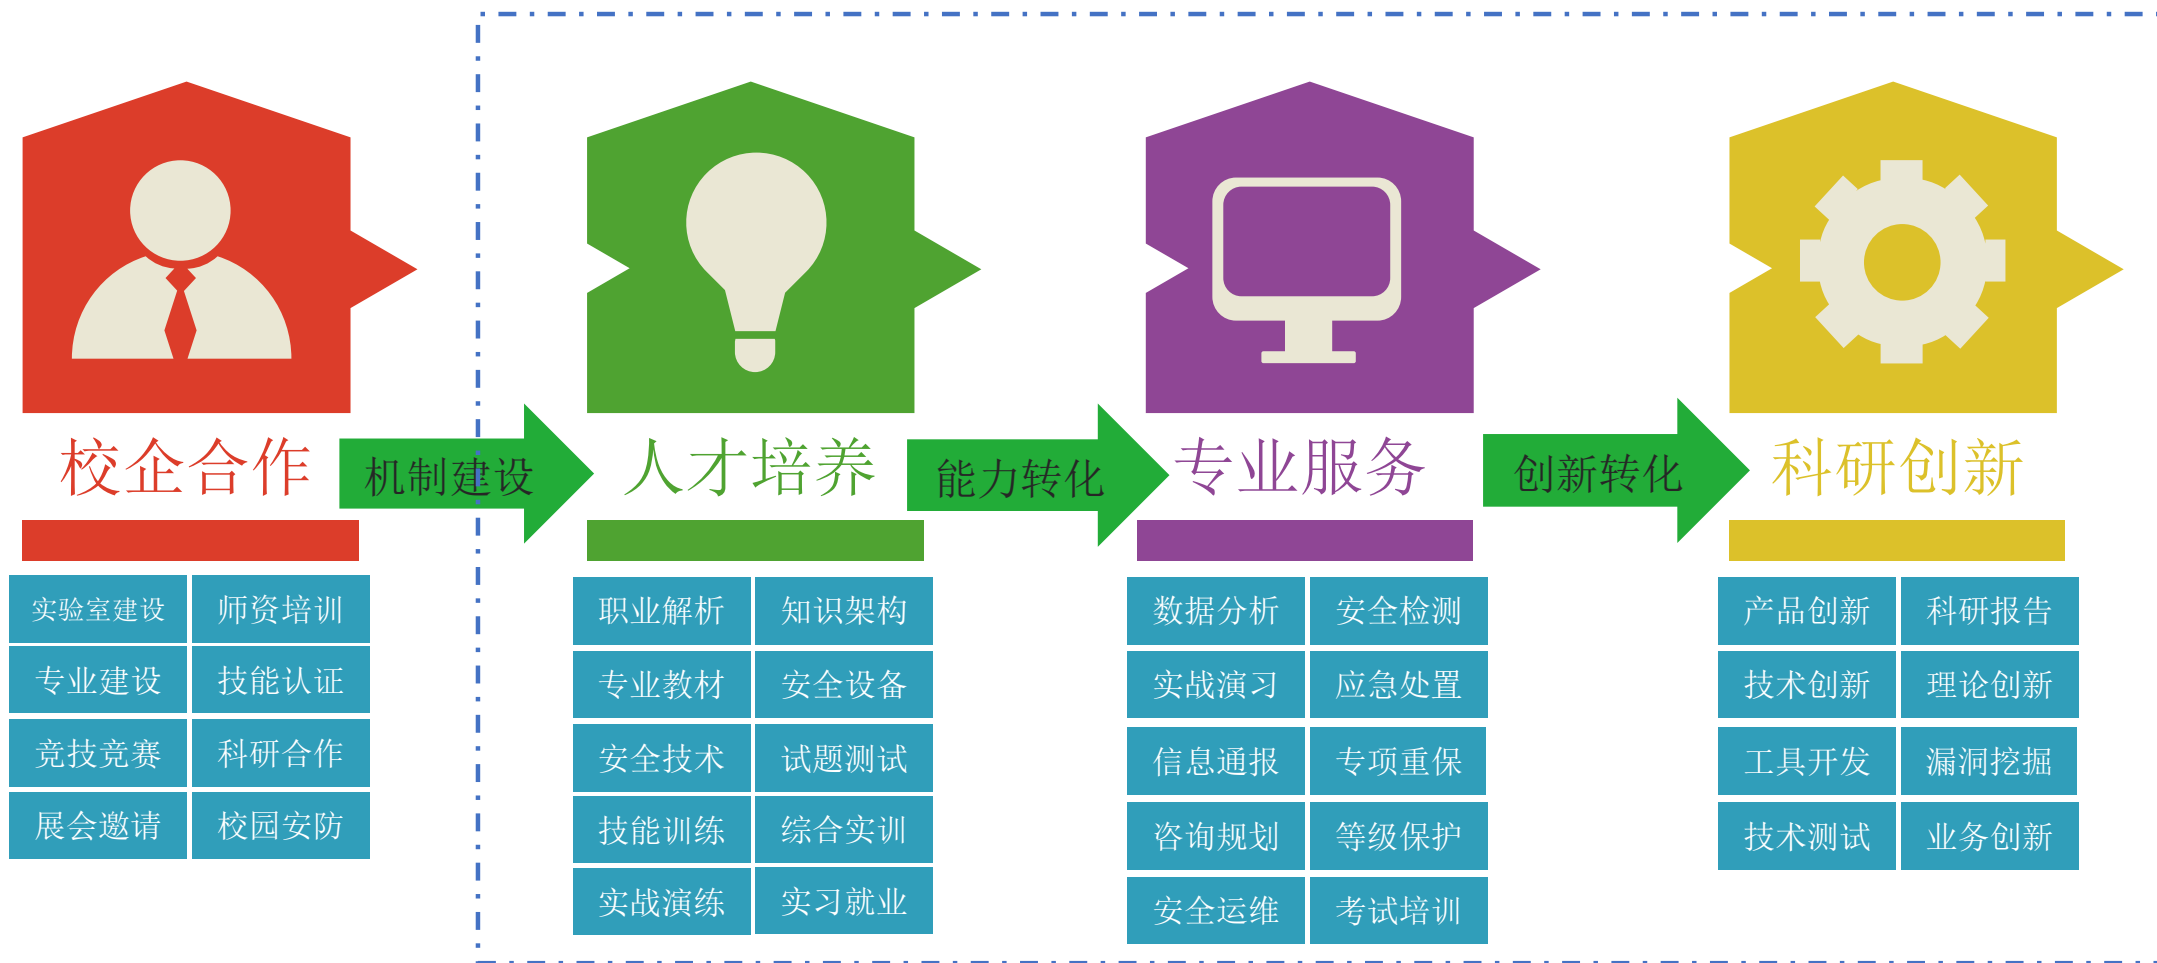 校企合作
机制建设
人才培养
能力转化
专业服务
创新转化
科研创新
实验室建设
师资培训
专业建设
技能认证
竞技竞赛
科研合作
展会邀请
校园安防
职业解析
知识架构
专业教材
安全设备
安全技术
试题测试
技能训练
综合实训
实战演练
实习就业
数据分析
安全检测
实战演习
应急处置
信息通报
专项重保
咨询规划
等级保护
安全运维
考试培训
产品创新
科研报告
技术创新
理论创新
工具开发
漏洞挖掘
技术测试
业务创新